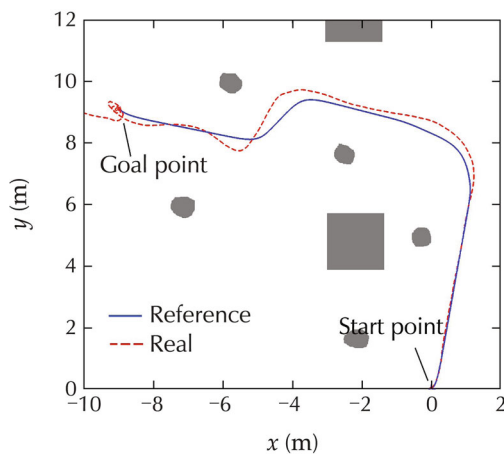 12
10
8
6
4
2
0
y (m)
Goal point
Start point
Reference
Real
−10 −8 −6 −4 −2 0 2
x (m)